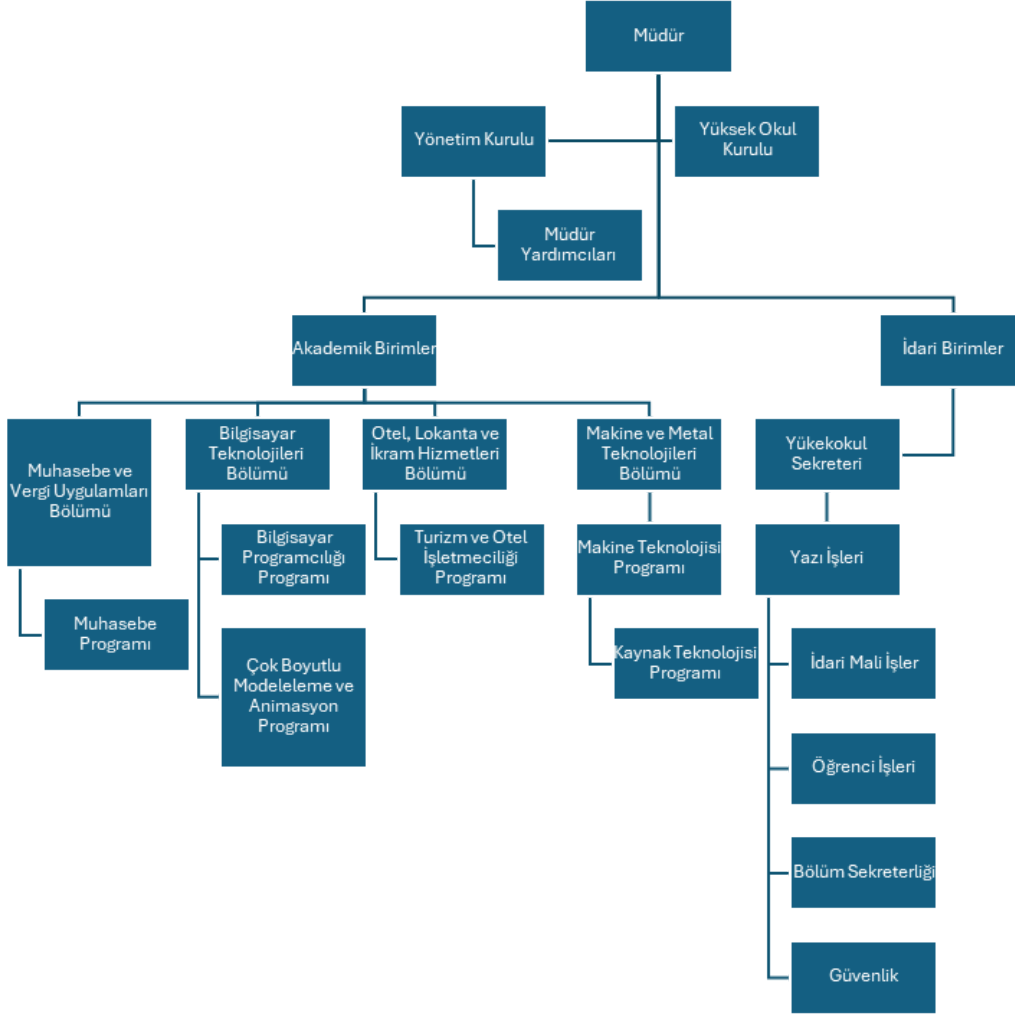 Müdür
Yönetim Kurulu
Yüksek Okul
Kurulu
Müdür
Yardımcıları
Akademik Birimler
İdari Birimler
Muhasebe ve
Vergi Uygulamları
Bölümü
Bilgisayar
Teknolojileri
Bölümü
Otel, Lokanta ve
İkram Hizmetleri
Bölümü
Makine ve Metal
Teknolojileri
Bölümü
Yükekokul
Sekreteri
Bilgisayar
Programcılığı
Programı
Turizm ve Otel
İşletmeciliği
Programı
Makine Teknolojisi
Programı
Yazı İşleri
Muhasebe
Programı
Çok Boyutlu
Modeleleme ve
Animasyon
Programı
Kaynak Teknolojisi
Programı
İdari Mali İşler
Öğrenci İşleri
Bölüm Sekreterliği
Güvenlik